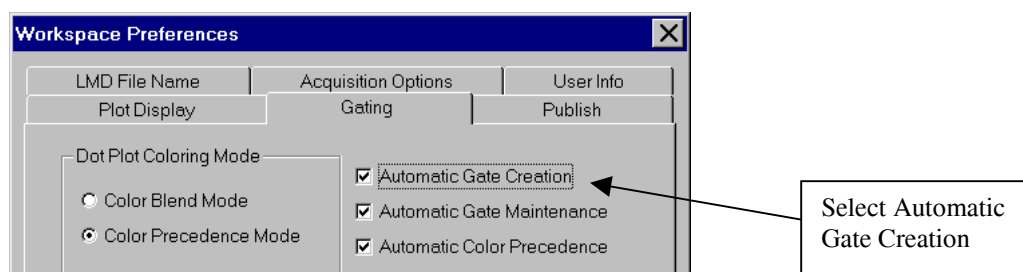 Workspace Preferences
LMD File Name
Acquisition Options
User Info
Plot Display
Gating
Publish
Dot Plot Coloring Mode
Color Blend Mode
Color Precedence Mode
Automatic Gate Creation
Automatic Gate Maintenance
Automatic Color Precedence
Select Automatic
Gate Creation